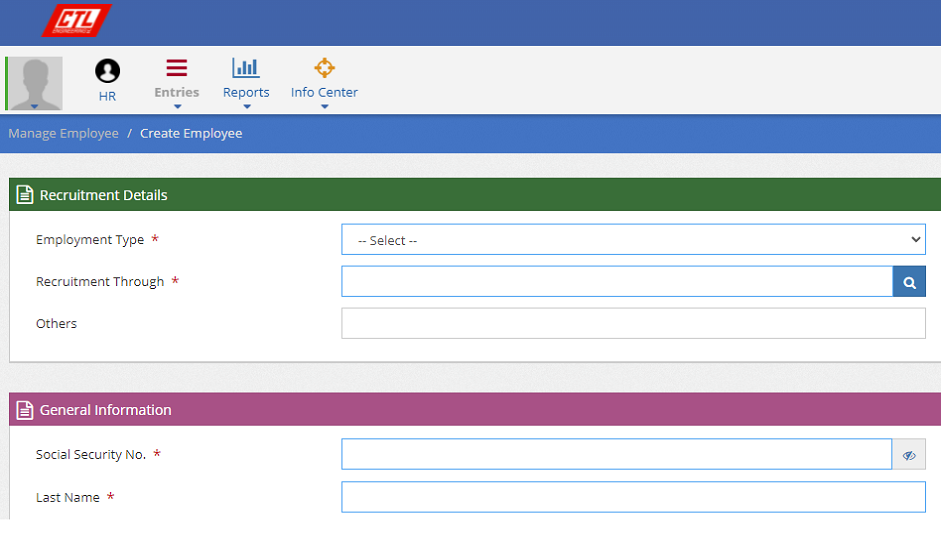 CTL
ENGINEERING
HR
Entries
Reports
Info Center
Manage Employee / Create Employee
Recruitment Details
Employment Type *
-- Select --
Recruitment Through *
Others
General Information
Social Security No. *
Last Name *